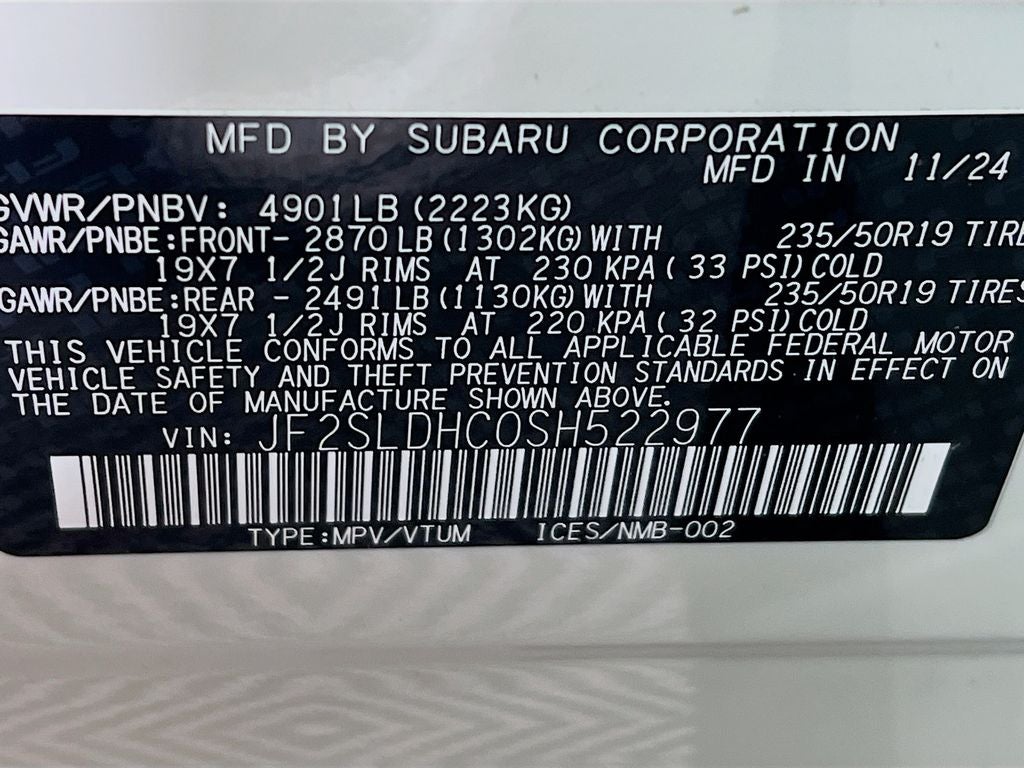 MFD BY SUBARU CORPORATION
MFD IN 11/24
GVWR/PNBV: 4901LB (2223KG)
GAWR/PNBE:FRONT- 2870LB(1302KG)WITH 235/50R19 TIRE
19X7 1/2J RIMS AT 230 KPA( 33 PSI)COLD
GAWR/PNBE:REAR - 2491LB(1130KG)WITH 235/50R19 TIRES
19X7 1/2J RIMS AT 220 KPA( 32 PSI)COLD
THIS VEHICLE CONFORMS TO ALL APPLICABLE FEDERAL MOTOR
VEHICLE SAFETY AND THEFT PREVENTION STANDARDS IN EFFECT ON
THE DATE OF MANUFACTURE SHOWN ABOVE.
VIN: JF2SLDHC0SH522977
TYPE:MPV/VTUM ICES/NMB-002